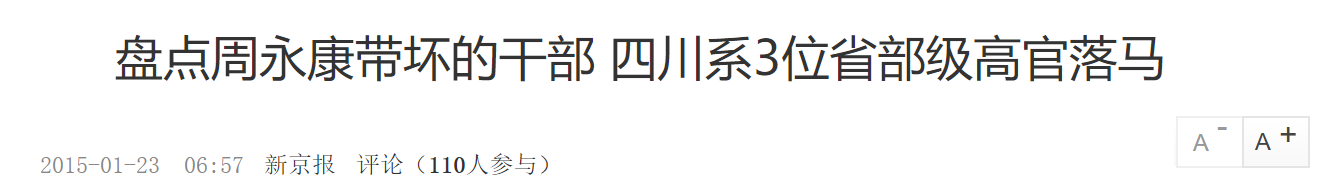 盘点周永康带坏的干部 四川系3位省部级高官落马
2015-01-23 06:57 新京报 评论（110人参与）
A - A +